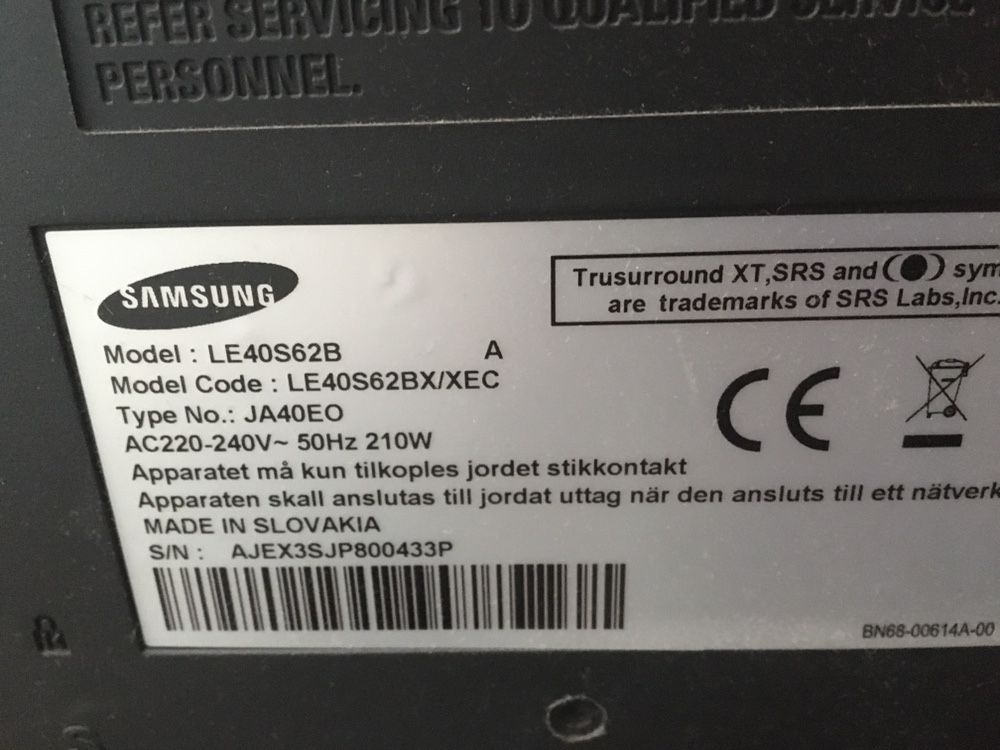 REFER SERVICING TO QUALIFIED SERVICE
PERSONNEL.
SAMSUNG
Trusurround XT,SRS and (●) sym
are trademarks of SRS Labs,Inc.
Model : LE40S62B A
Model Code : LE40S62BX/XEC
Type No.: JA40EO
AC220-240V~ 50Hz 210W
Apparatet må kun tilkoples jordet stikkontakt
Apparaten skall anslutas till jordat uttag när den ansluts till ett nätverk
MADE IN SLOVAKIA
S/N : AJEX3SJP800433P
BN68-00614A-00